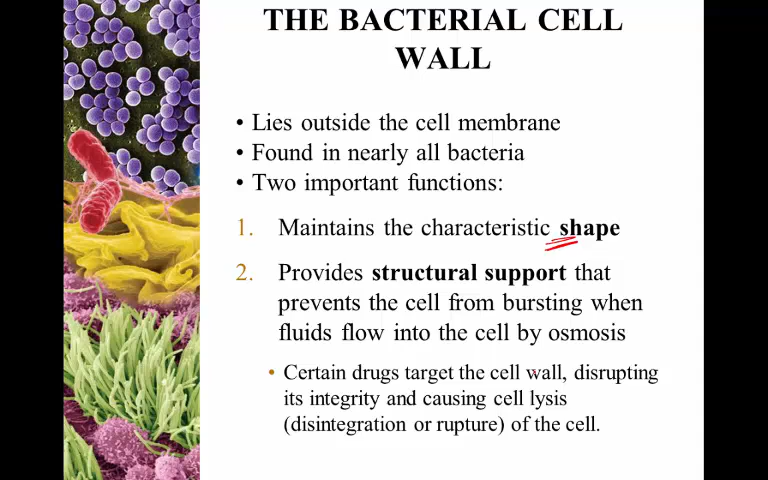 THE BACTERIAL CELL
WALL
• Lies outside the cell membrane
• Found in nearly all bacteria
• Two important functions:
1. Maintains the characteristic shape
2. Provides structural support that
prevents the cell from bursting when
fluids flow into the cell by osmosis
• Certain drugs target the cell wall, disrupting
its integrity and causing cell lysis
(disintegration or rupture) of the cell.